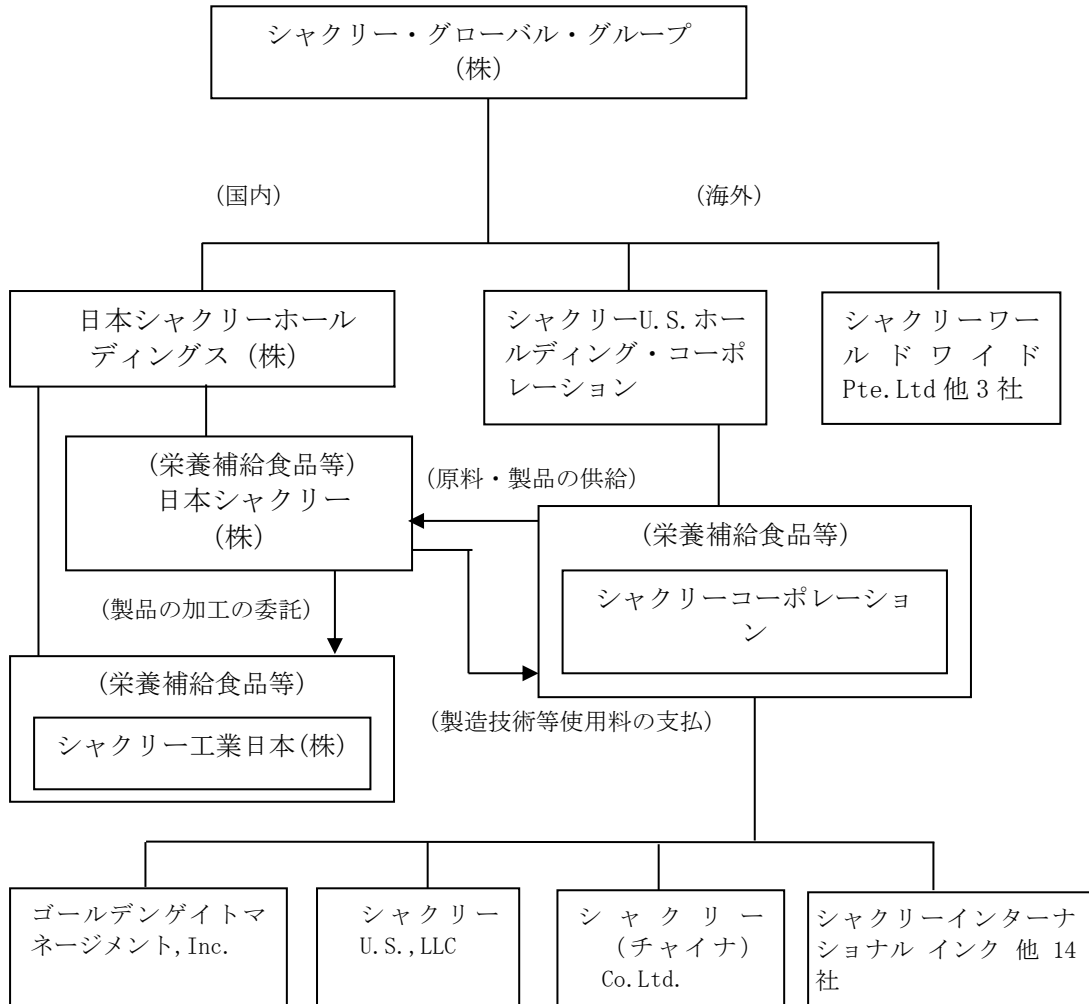 シャクリー・グローバル・グループ
(株)
(国内)
(海外)
日本シャクリーホール
ディングス (株)
シャクリーU.S.ホー
ルディング・コーポ
レーション
シャクリーワー
ルドワイド
Pte.Ltd 他 3 社
(栄養補給食品等)
日本シャクリー
(株)
(原料・製品の供給)
(栄養補給食品等)
シャクリーコーポレーショ
ン
(製品の加工の委託)
(栄養補給食品等)
シャクリー工業日本(株)
(製造技術等使用料の支払)
ゴールデンゲイトマ
ネージメント,Inc.
シャクリー
U.S.,LLC
シャクリー
(チャイナ)
Co.Ltd.
シャクリーインターナ
ショナル インク 他 14
社